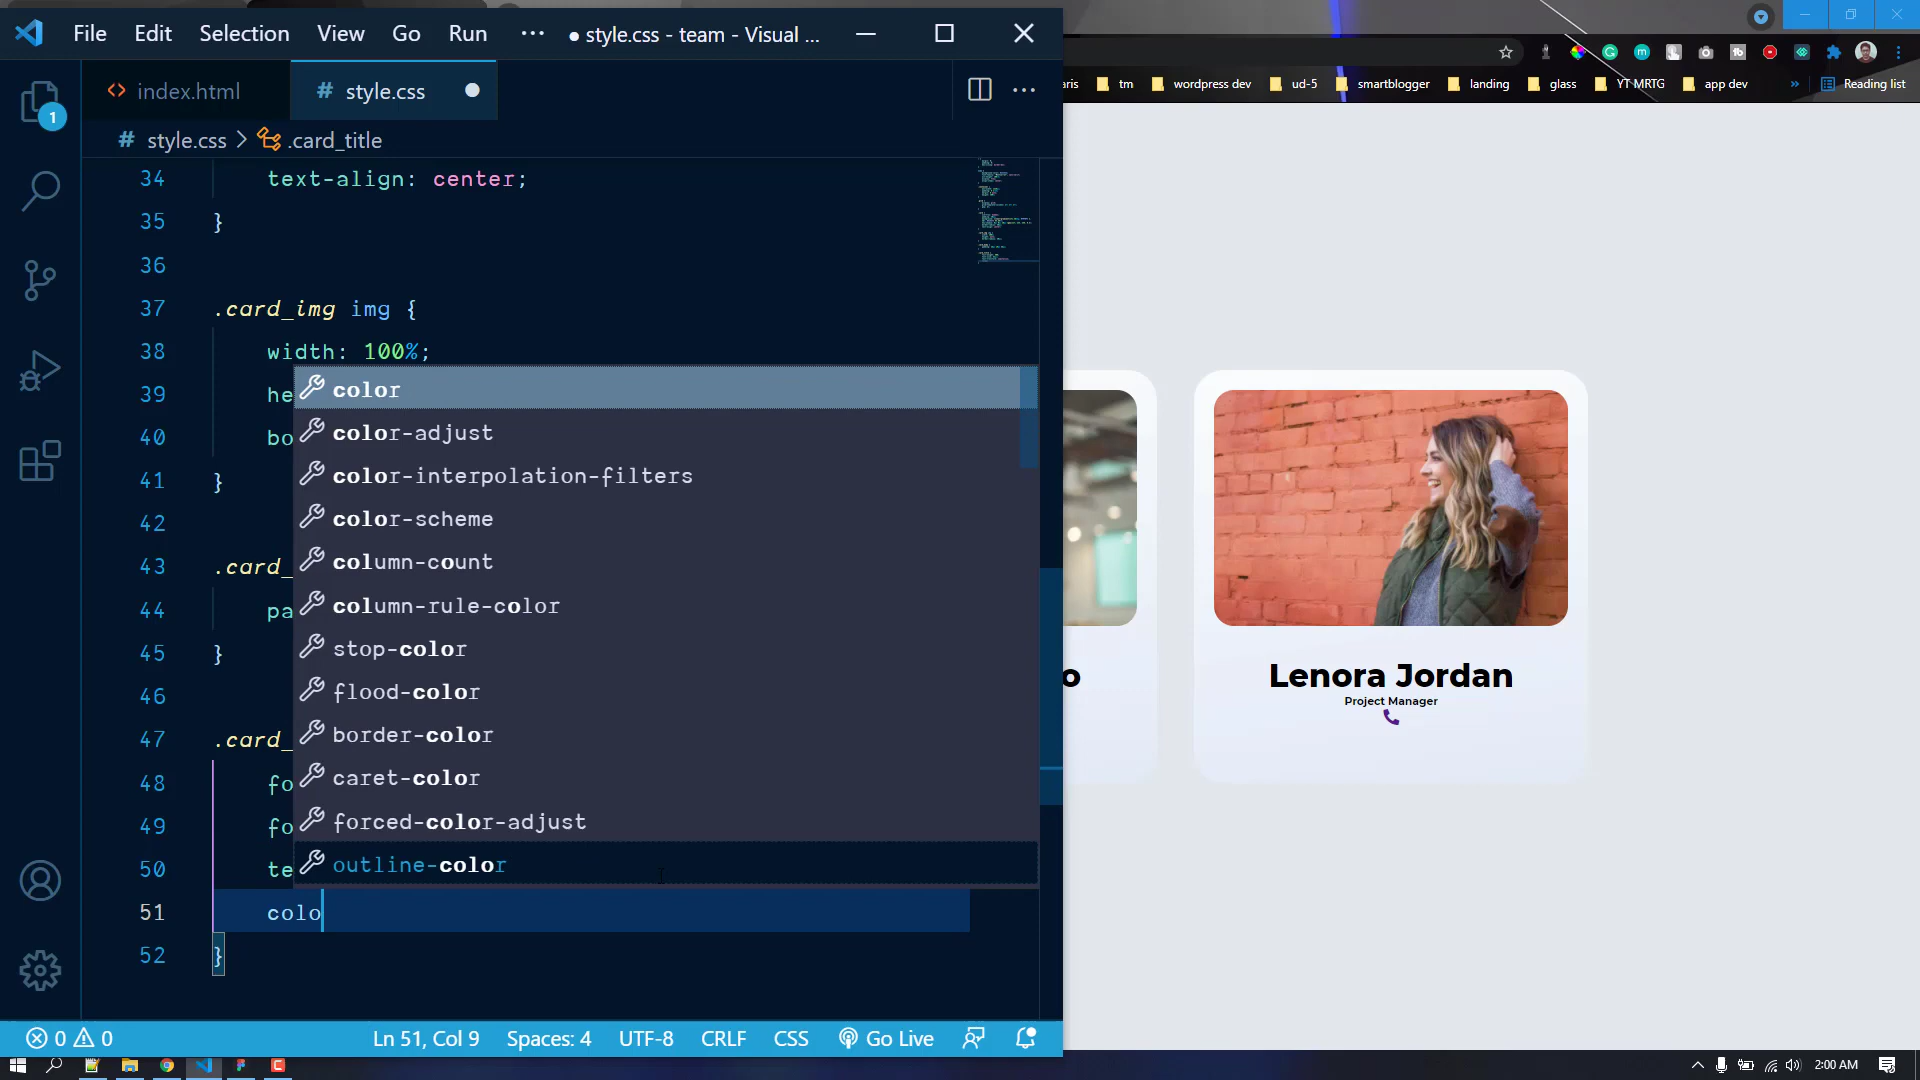 File Edit Selection View Go Run ··· ● style.css - team - Visual ...
index.html # style.css
# style.css > .card_title
34 text-align: center;
35 }
36
37 .card_img img {
38 width: 100%;
39 he
40 bo
41 }
42
43 .card_
44 pa
45 }
46
47 .card_
48 fo
49 fo
50 te
51 colo
52 }
color
color-adjust
color-interpolation-filters
color-scheme
column-count
column-rule-color
stop-color
flood-color
border-color
caret-color
forced-color-adjust
outline-color
1
0 0 Ln 51, Col 9 Spaces: 4 UTF-8 CRLF CSS Go Live
aris tm wordpress dev ud-5 smartblogger landing glass YT MRTG app dev » Reading list
o
Lenora Jordan
Project Manager
2:00 AM